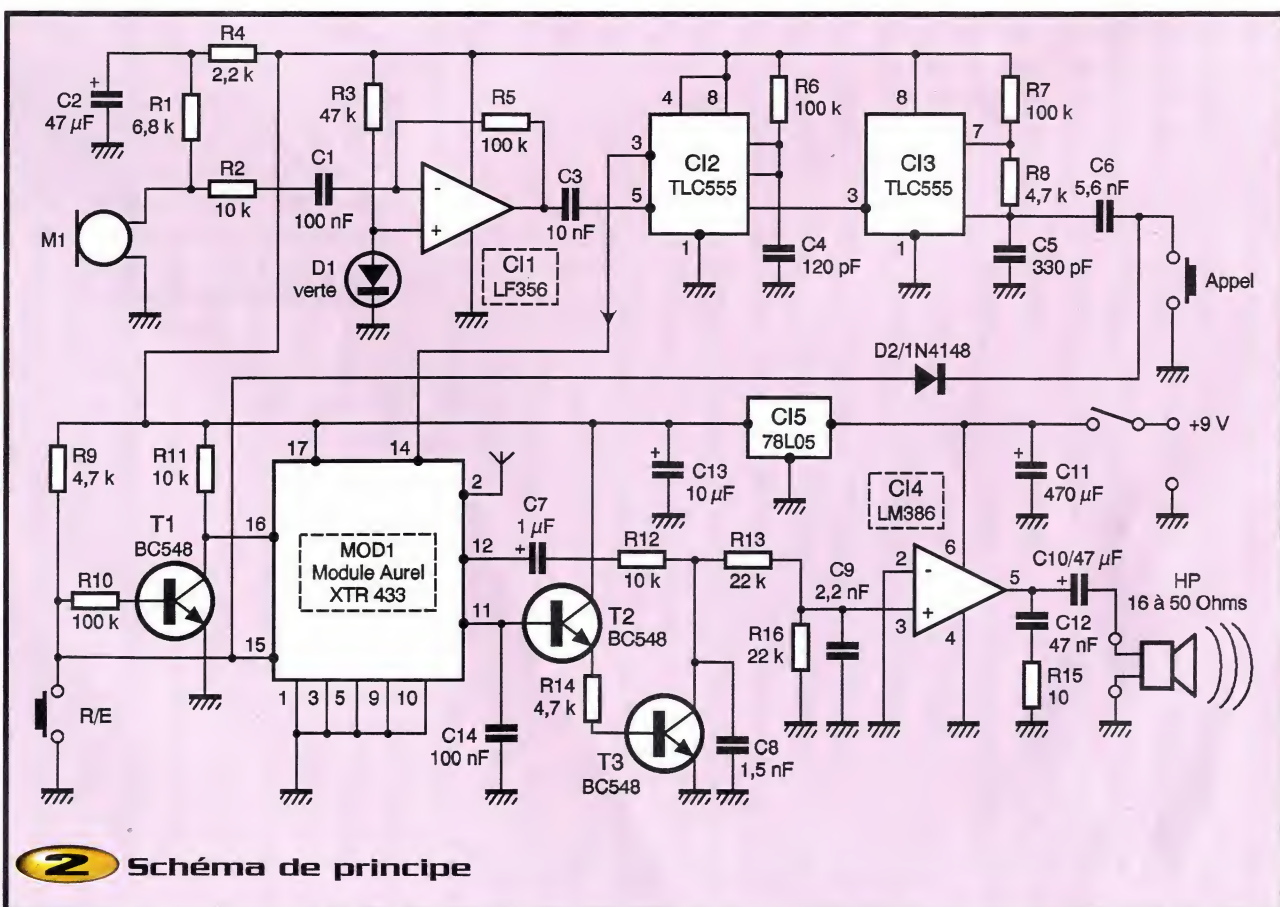 R4
2,2 k
C2
47 µF
+
R1
6,8 k
R3
47 k
R5
100 k
R2
10 k
C1
100 nF
M1
D1
verte
-
+
CI1
LF356
C3
10 nF
4
8
3
5
CI2
TLC555
1
R6
100 k
C4
120 pF
8
7
3
CI3
TLC555
1
R7
100 k
R8
4,7 k
C6
5,6 nF
C5
330 pF
Appel
D2/1N4148
R9
4,7 k
R11
10 k
T1
BC548
R10
100 k
R/E
17
14
16
15
2
12
11
MOD1
Module Aurel
XTR 433
1
3
5
9
10
C7
1 µF
+
C13
10 µF
+
CI5
78L05
C11
470 µF
+
+9 V
R12
10 k
R13
22 k
T2
BC548
R14
4,7 k
C14
100 nF
T3
BC548
C8
1,5 nF
R16
22 k
C9
2,2 nF
CI4
LM386
2
-
6
+
3
4
5
C10/47 µF
+
C12
47 nF
R15
10
HP
16 à 50 Ohms
2 Schéma de principe